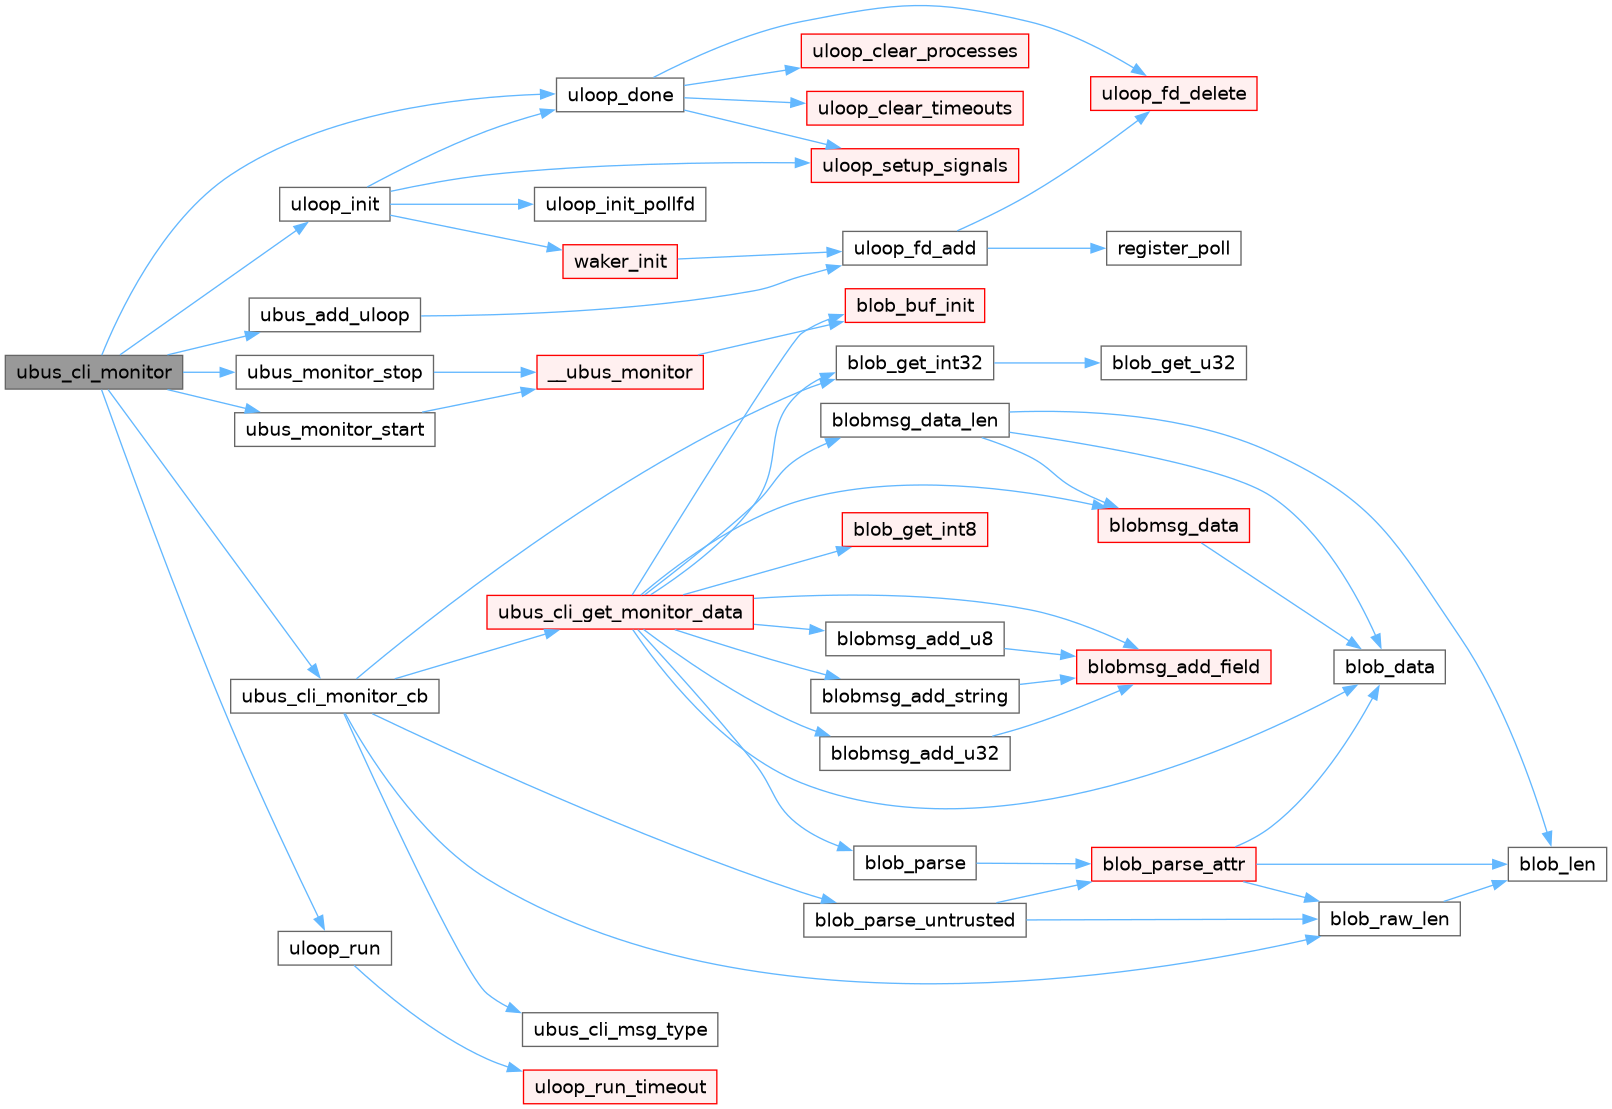 uloop_clear_processes
uloop_done
uloop_fd_delete
uloop_clear_timeouts
uloop_setup_signals
uloop_init
uloop_init_pollfd
uloop_fd_add
register_poll
waker_init
blob_buf_init
ubus_add_uloop
blob_get_int32
blob_get_u32
ubus_cli_monitor
ubus_monitor_stop
__ubus_monitor
blobmsg_data_len
ubus_monitor_start
blobmsg_data
blob_get_int8
ubus_cli_get_monitor_data
blobmsg_add_u8
blobmsg_add_field
blob_data
ubus_cli_monitor_cb
blobmsg_add_string
blobmsg_add_u32
blob_parse
blob_parse_attr
blob_len
blob_parse_untrusted
blob_raw_len
uloop_run
ubus_cli_msg_type
uloop_run_timeout